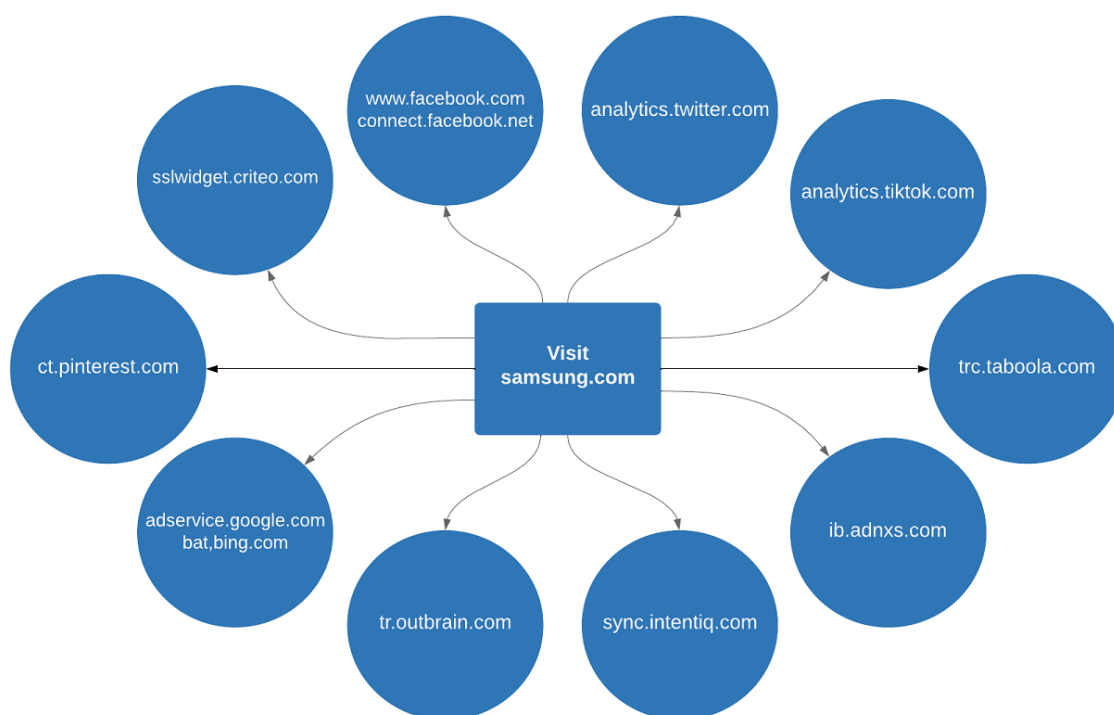 www.facebook.com
connect.facebook.net
analytics.twitter.com
sslwidget.criteo.com
analytics.tiktok.com
Visit
samsung.com
ct.pinterest.com
trc.taboola.com
adservice.google.com
bat,bing.com
ib.adnxs.com
tr.outbrain.com
sync.intentiq.com